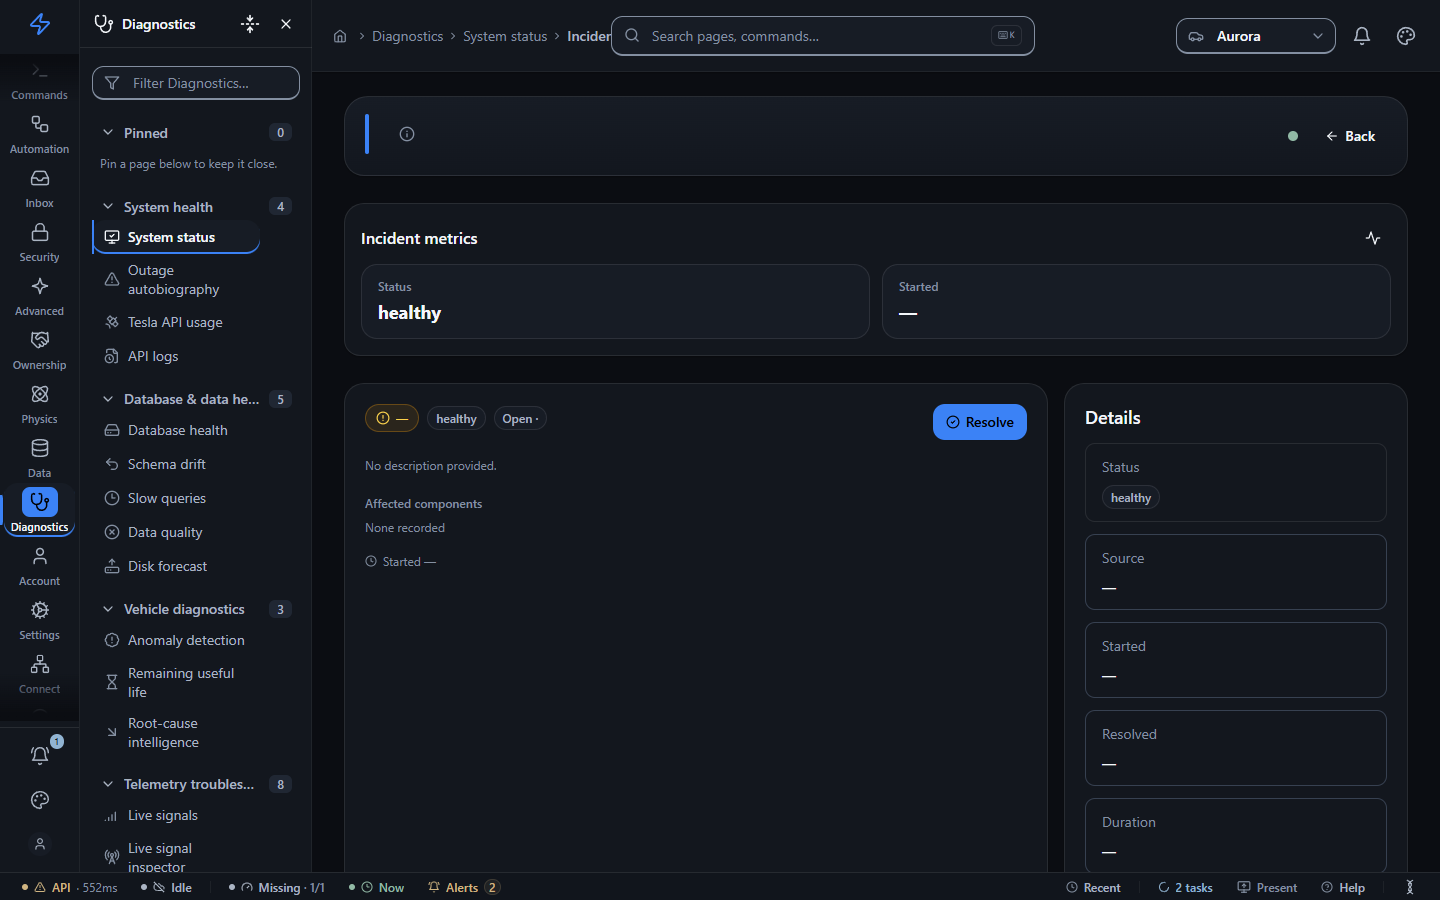 Diagnostics
Diagnostics
System status
Inciden
Search pages, commands...
K
Aurora
Commands
Automation
Inbox
Security
Advanced
Ownership
Physics
Data
Diagnostics
Account
Settings
Connect
1
Filter Diagnostics...
Pinned
0
Pin a page below to keep it close.
System health
4
System status
Outage
autobiography
Tesla API usage
API logs
Database & data he...
5
Database health
Schema drift
Slow queries
Data quality
Disk forecast
Vehicle diagnostics
3
Anomaly detection
Remaining useful
life
Root-cause
intelligence
Telemetry troubles...
8
Live signals
Live signal
inspector
Back
Incident metrics
Status
healthy
Started
—
—
healthy
Open ·
Resolve
No description provided.
Affected components
None recorded
Started —
Details
Status
healthy
Source
—
Started
—
Resolved
—
Duration
—
API · 552ms
Idle
Missing · 1/1
Now
Alerts 2
Recent
2 tasks
Present
Help